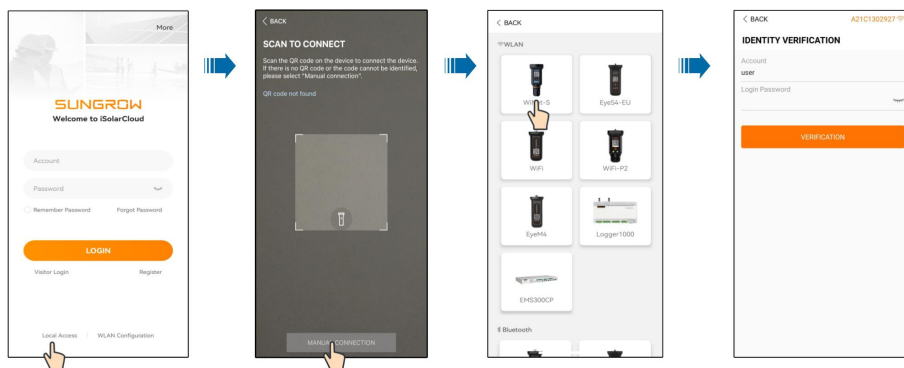 More
SUNGROW
Welcome to iSolarCloud
Account
Password
Remember Password Forgot Password
LOGIN
Visitor Login Register
Local Access WLAN Configuration
BACK
SCAN TO CONNECT
Scan the QR code on the device to connect the device.
If there is no QR code or the code cannot be identified,
please select "Manual connection".
QR code not found
MANUAL CONNECTION
BACK
WLAN
WiNet-S EyeS4-EU
WiFi WiFi-P2
EyeM4 Logger1000
EMS300CP
Bluetooth
BACK A21C1302927
IDENTITY VERIFICATION
Account
user
Login Password
VERIFICATION